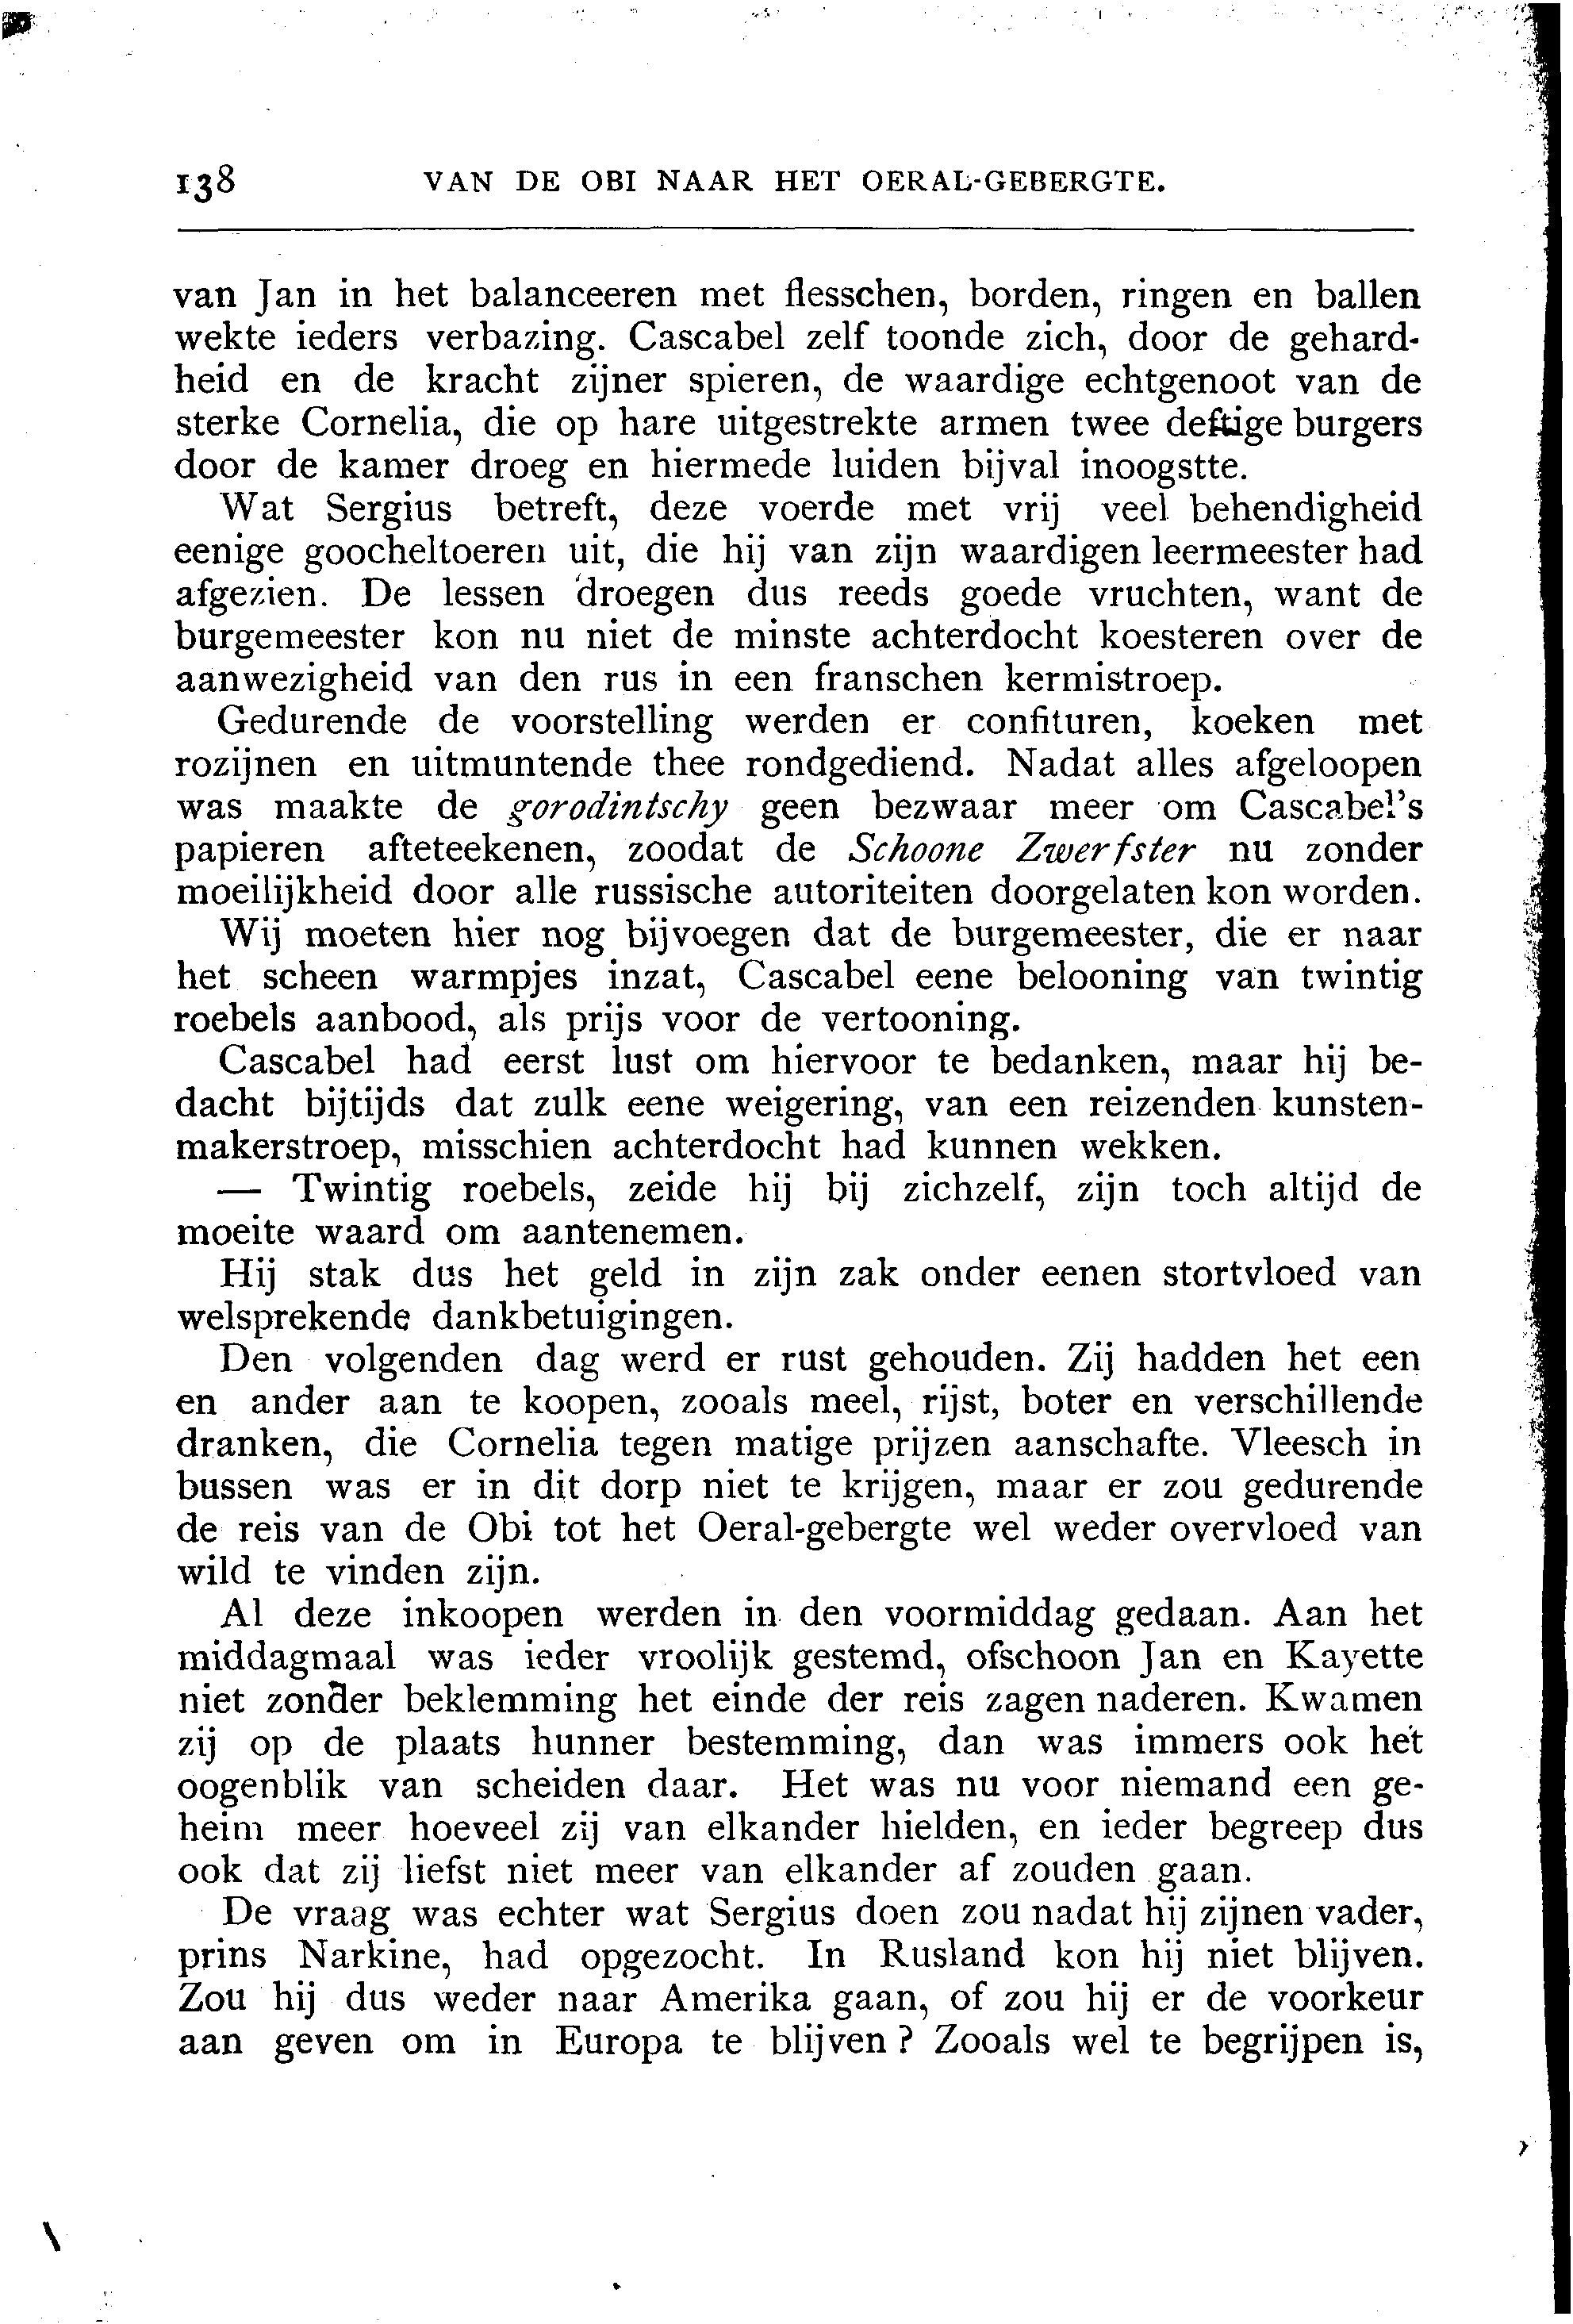 138 VAN DE OBI NAAR HET OERAL-GEBERGTE.
van Jan in het balanceeren met flesschen, borden, ringen en ballen
wekte ieders verbazing. Cascabel zelf toonde zich, door de gehard-
heid en de kracht zijner spieren, de waardige echtgenoot van de
sterke Cornelia, die op hare uitgestrekte armen twee deftige burgers
door de kamer droeg en hiermede luiden bijval inoogstte.
Wat Sergius betreft, deze voerde met vrij veel behendigheid
eenige goocheltoeren uit, die hij van zijn waardigen leermeester had
afgezien. De lessen droegen dus reeds goede vruchten, want de
burgemeester kon nu niet de minste achterdocht koesteren over de
aanwezigheid van den rus in een franschen kermistroep.
Gedurende de voorstelling werden er confituren, koeken met
rozijnen en uitmuntende thee rondgediend. Nadat alles afgeloopen
was maakte de gorodintschy geen bezwaar meer om Cascabel's
papieren afteteekenen, zoodat de Schoone Zwerfster nu zonder
moeilijkheid door alle russische autoriteiten doorgelaten kon worden.
Wij moeten hier nog bijvoegen dat de burgemeester, die er naar
het scheen warmpjes inzat, Cascabel eene belooning van twintig
roebels aanbood, als prijs voor de vertooning.
Cascabel had eerst lust om hiervoor te bedanken, maar hij be-
dacht bijtijds dat zulk eene weigering, van een reizenden kunsten-
makerstroep, misschien achterdocht had kunnen wekken.
— Twintig roebels, zeide hij bij zichzelf, zijn toch altijd de
moeite waard om aantenemen.
Hij stak dus het geld in zijn zak onder eenen stortvloed van
welsprekende dankbetuigingen.
Den volgenden dag werd er rust gehouden. Zij hadden het een
en ander aan te koopen, zooals meel, rijst, boter en verschillende
dranken, die Cornelia tegen matige prijzen aanschafte. Vleesch in
bussen was er in dit dorp niet te krijgen, maar er zou gedurende
de reis van de Obi tot het Oeral-gebergte wel weder overvloed van
wild te vinden zijn.
Al deze inkoopen werden in den voormiddag gedaan. Aan het
middagmaal was ieder vroolijk gestemd, ofschoon Jan en Kayette
niet zonder beklemming het einde der reis zagen naderen. Kwamen
zij op de plaats hunner bestemming, dan was immers ook het
oogenblik van scheiden daar. Het was nu voor niemand een ge-
heim meer hoeveel zij van elkander hielden, en ieder begreep dus
ook dat zij liefst niet meer van elkander af zouden gaan.
De vraag was echter wat Sergius doen zou nadat hij zijnen vader,
prins Narkine, had opgezocht. In Rusland kon hij niet blijven.
Zou hij dus weder naar Amerika gaan, of zou hij er de voorkeur
aan geven om in Europa te blijven? Zooals wel te begrijpen is,